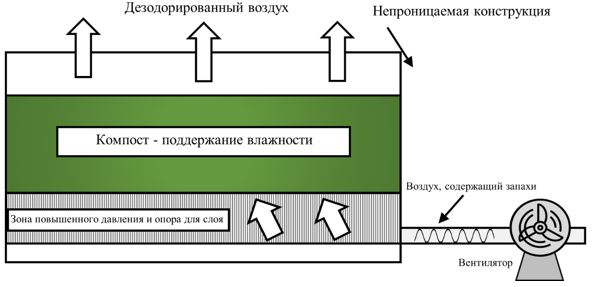 Дезодорированный воздух
Непроницаемая конструкция
Компост - поддержание влажности
Воздух, содержащий запахи
Зона повышенного давления и опора для слоя
Вентилятор